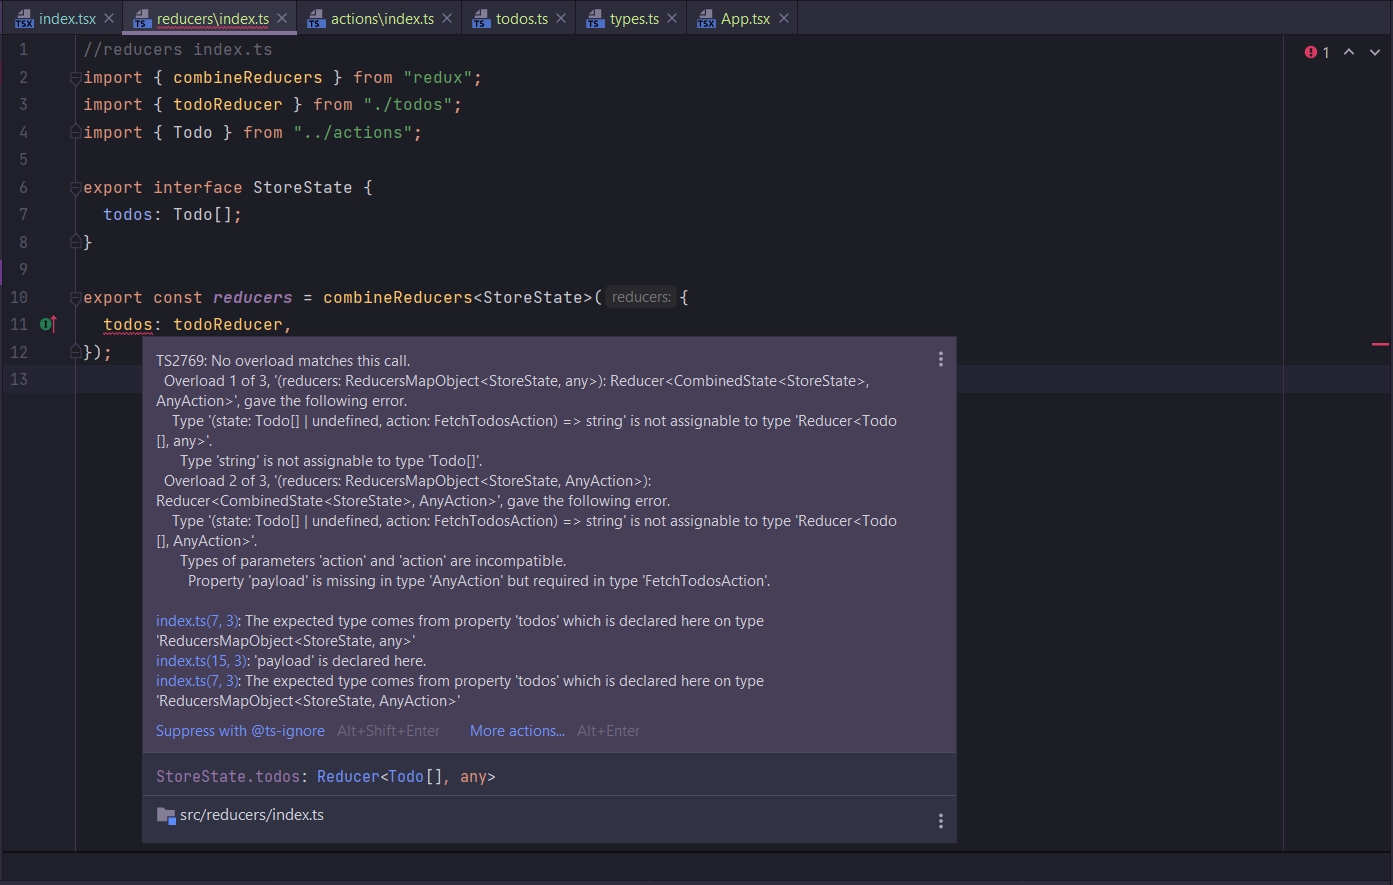 index.tsx
reducers\index.ts
actions\index.ts
todos.ts
types.ts
App.tsx
1 //reducers index.ts
2 import { combineReducers } from "redux";
3 import { todoReducer } from "./todos";
4 import { Todo } from "../actions";
5
6 export interface StoreState {
7 todos: Todo[];
8 }
9
10 export const reducers = combineReducers<StoreState>( reducers: {
11 todos: todoReducer,
12 });
13
1
TS2769: No overload matches this call.
Overload 1 of 3, '(reducers: ReducersMapObject<StoreState, any>): Reducer<CombinedState<StoreState>,
AnyAction>', gave the following error.
Type '(state: Todo[] | undefined, action: FetchTodosAction) => string' is not assignable to type 'Reducer<Todo
[], any>'.
Type 'string' is not assignable to type 'Todo[]'.
Overload 2 of 3, '(reducers: ReducersMapObject<StoreState, AnyAction>):
Reducer<CombinedState<StoreState>, AnyAction>', gave the following error.
Type '(state: Todo[] | undefined, action: FetchTodosAction) => string' is not assignable to type 'Reducer<Todo
[], AnyAction>'.
Types of parameters 'action' and 'action' are incompatible.
Property 'payload' is missing in type 'AnyAction' but required in type 'FetchTodosAction'.
index.ts(7, 3): The expected type comes from property 'todos' which is declared here on type
'ReducersMapObject<StoreState, any>'
index.ts(15, 3): 'payload' is declared here.
index.ts(7, 3): The expected type comes from property 'todos' which is declared here on type
'ReducersMapObject<StoreState, AnyAction>'
Suppress with @ts-ignore Alt+Shift+Enter More actions... Alt+Enter
StoreState.todos: Reducer<Todo[], any>
src/reducers/index.ts